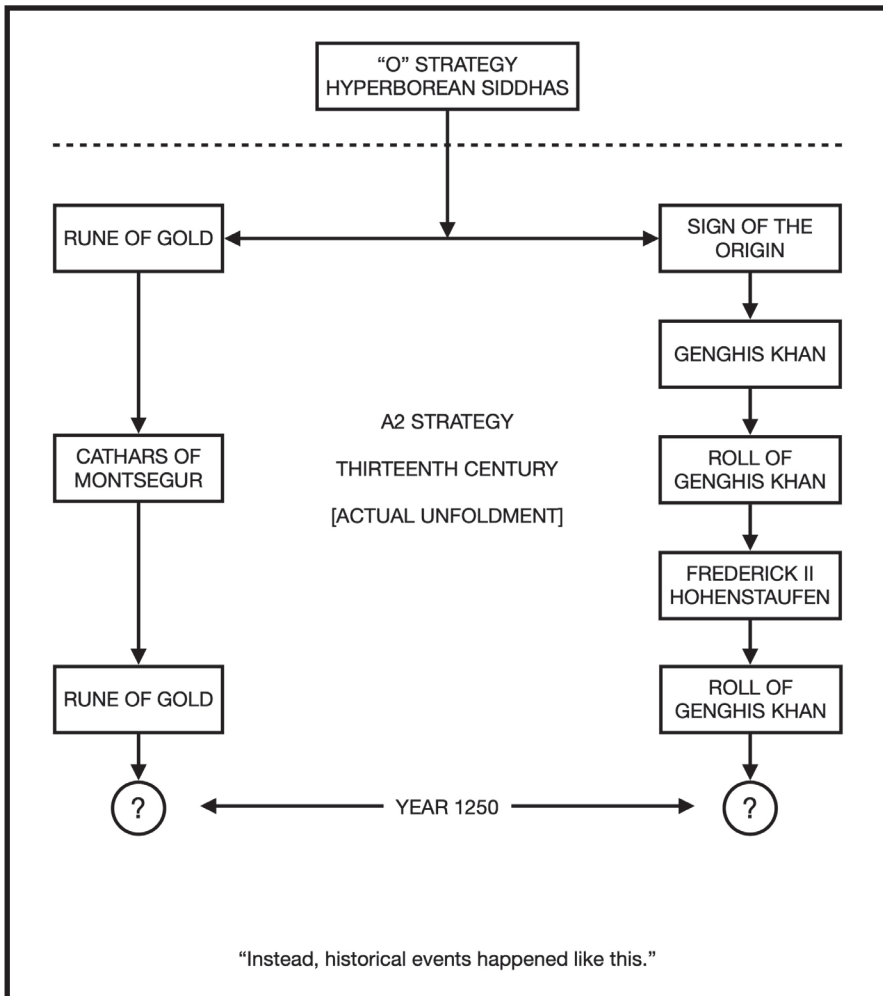 “O” STRATEGY
HYPERBOREAN SIDDHAS
RUNE OF GOLD
SIGN OF THE
ORIGIN
GENGHIS KHAN
A2 STRATEGY
THIRTEENTH CENTURY
[ACTUAL UNFOLDMENT]
CATHARS OF
MONTSEGUR
ROLL OF
GENGHIS KHAN
FREDERICK II
HOHENSTAUFEN
RUNE OF GOLD
ROLL OF
GENGHIS KHAN
?
YEAR 1250
?
“Instead, historical events happened like this.”